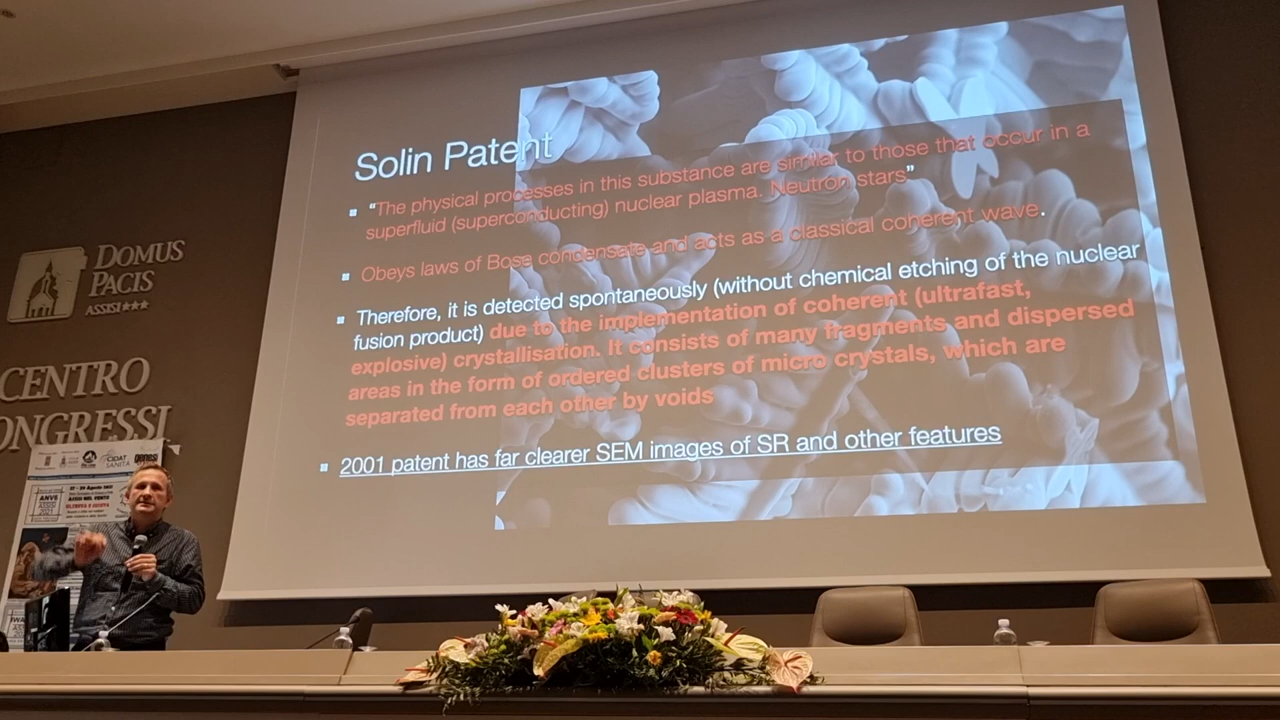 Solin Patent
“The physical processes in this substance are similar to those that occur in a
superfluid (superconducting) nuclear plasma. Neutron stars”
Obeys laws of Bose condensate and acts as a classical coherent wave.
Therefore, it is detected spontaneously (without chemical etching of the nuclear
fusion product) due to the implementation of coherent (ultrafast,
explosive) crystallisation. It consists of many fragments and dispersed
areas in the form of ordered clusters of micro crystals, which are
separated from each other by voids
2001 patent has far clearer SEM images of SR and other features
DOMUS
PACIS
ASSISI★★★
CENTRO
ONGRESSI
CIDAT
SANITÀ
ASSISI NEL VENTO